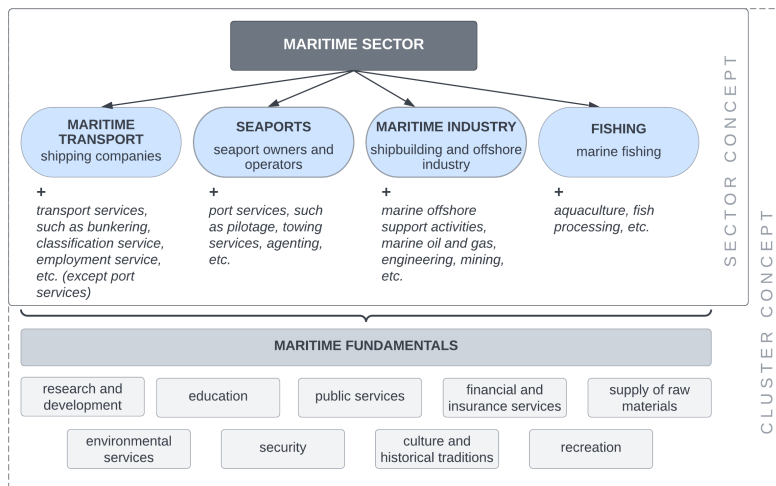 MARITIME SECTOR
MARITIME
TRANSPORT
shipping companies
SEAPORTS
seaport owners and
operators
MARITIME INDUSTRY
shipbuilding and offshore
industry
FISHING
marine fishing
+
transport services,
such as bunkering,
classification service,
employment service,
etc. (except port
services)
+
port services, such
as pilotage, towing
services, agenting,
etc.
+
marine offshore
support activities,
marine oil and gas,
engineering, mining,
etc.
+
aquaculture, fish
processing, etc.
SECTOR CONCEPT
CLUSTER CONCEPT
MARITIME FUNDAMENTALS
research and
development
education
public services
financial and
insurance services
supply of raw
materials
environmental
services
security
culture and
historical traditions
recreation